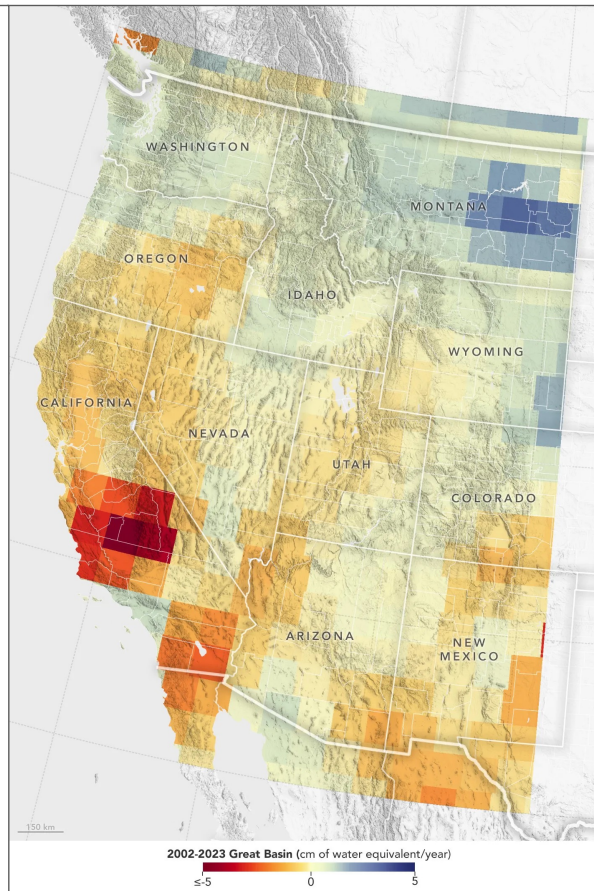 WASHINGTON
MONTANA
OREGON
IDAHO
WYOMING
CALIFORNIA
NEVADA
UTAH
COLORADO
ARIZONA
NEW
MEXICO
150 km
2002-2023 Great Basin (cm of water equivalent/year)
≤-5 0 5